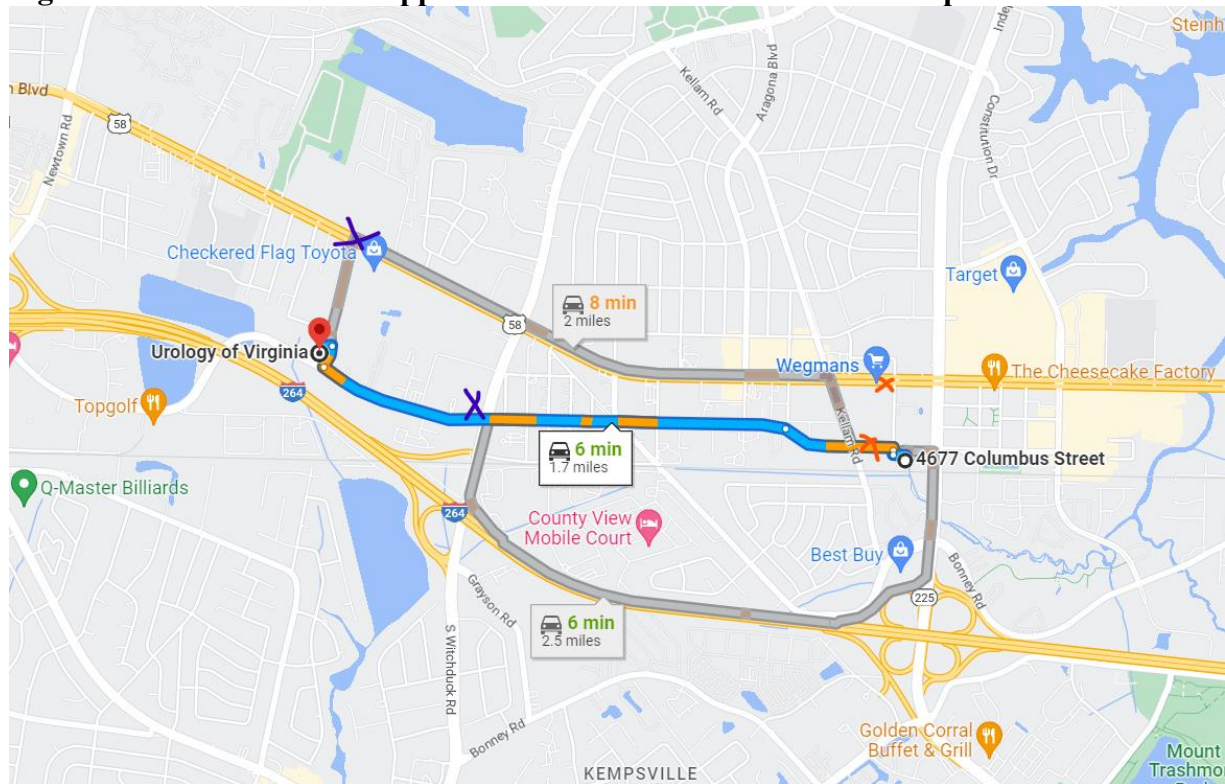 Steinh
Kellam Rd
Aragona Blvd
Constitution Dr
n Blvd
58
Newtown Rd
Checkered Flag Toyota
Target
8 min
2 miles
58
Urology of Virginia
Wegmans
The Cheesecake Factory
264
Topgolf
Kellam Rd
6 min
1.7 miles
4677 Columbus Street
Q-Master Billiards
264
County View
Mobile Court
Best Buy
Bonney Rd
Grayson Rd
225
6 min
2.5 miles
S Witchduck Rd
Bonney Rd
Golden Corral
Buffet & Grill
Mount
Trashmo
KEMPSVILLE